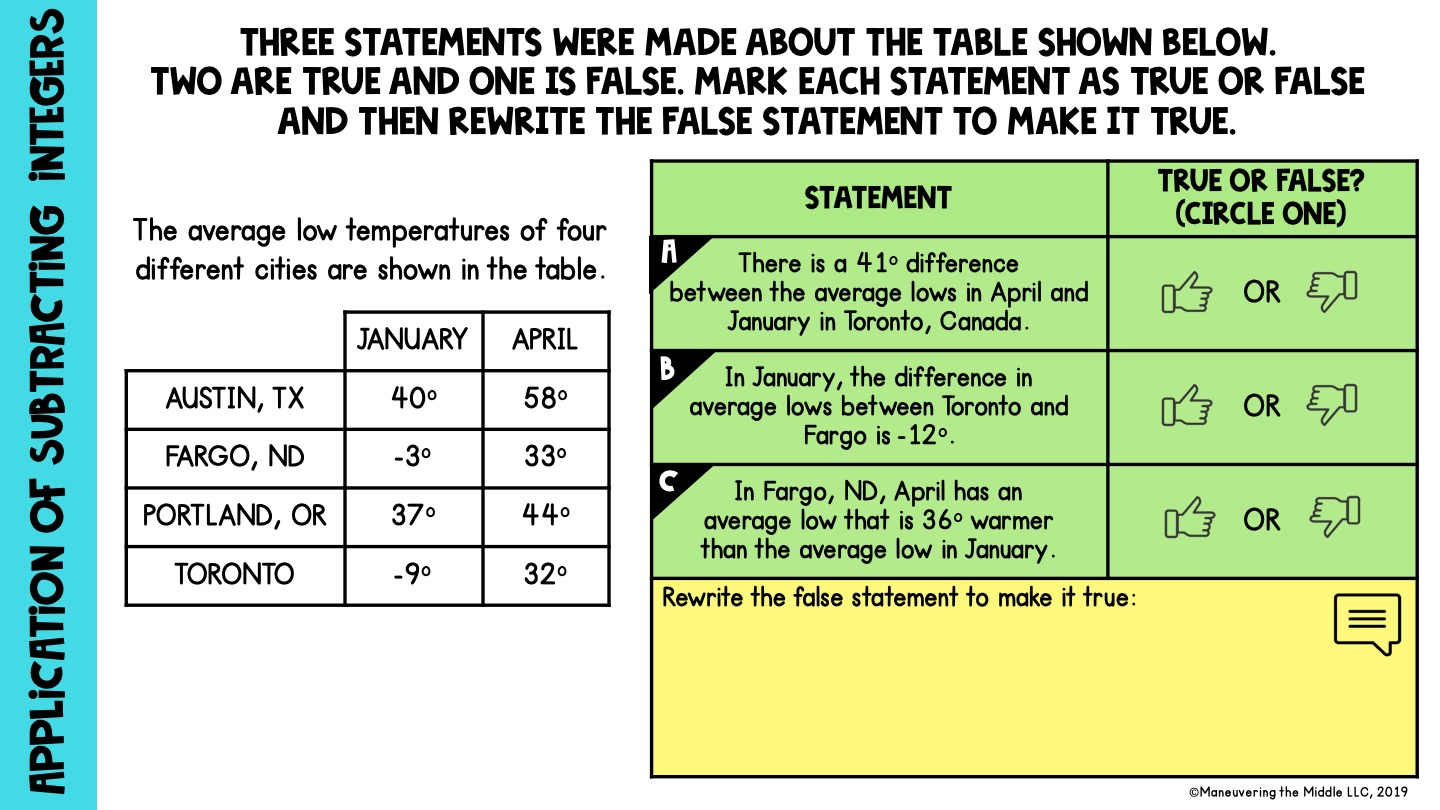 APPLICATION OF SUBTRACTING INTEGERS
THREE STATEMENTS WERE MADE ABOUT THE TABLE SHOWN BELOW.
TWO ARE TRUE AND ONE IS FALSE. MARK EACH STATEMENT AS TRUE OR FALSE
AND THEN REWRITE THE FALSE STATEMENT TO MAKE IT TRUE.
The average low temperatures of four
different cities are shown in the table.
JANUARY APRIL
AUSTIN, TX 40° 58°
FARGO, ND -3° 33°
PORTLAND, OR 37° 44°
TORONTO -9° 32°
STATEMENT
TRUE OR FALSE?
(CIRCLE ONE)
A
There is a 41° difference
between the average lows in April and
January in Toronto, Canada.
OR
B
In January, the difference in
average lows between Toronto and
Fargo is -12°.
OR
C
In Fargo, ND, April has an
average low that is 36° warmer
than the average low in January.
OR
Rewrite the false statement to make it true:
©Maneuvering the Middle LLC, 2019